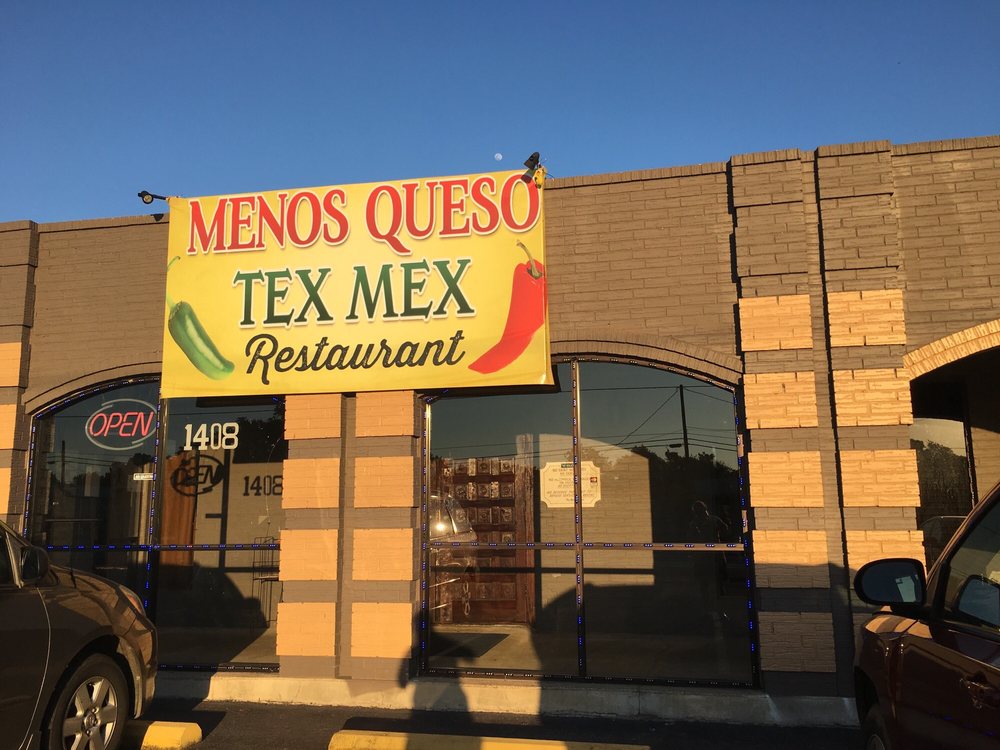 MENOS QUESO
TEX MEX
Restaurant
OPEN
1408
1408